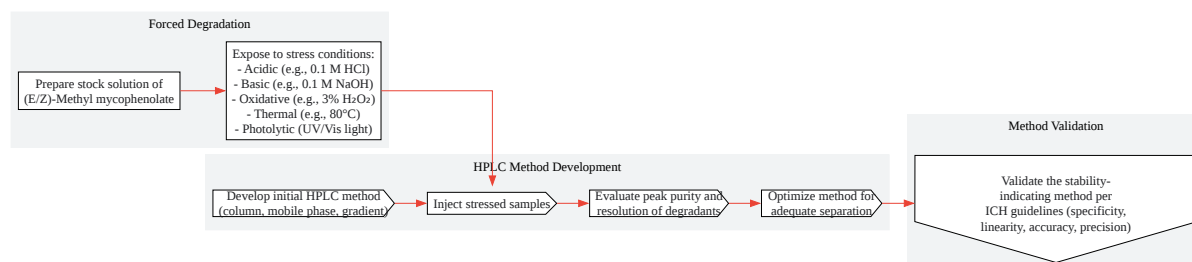 Forced Degradation
Prepare stock solution of
(E/Z)-Methyl mycophenolate
Expose to stress conditions:
- Acidic (e.g., 0.1 M HCl)
- Basic (e.g., 0.1 M NaOH)
- Oxidative (e.g., 3% H₂O₂)
- Thermal (e.g., 80°C)
- Photolytic (UV/Vis light)
HPLC Method Development
Develop initial HPLC method
(column, mobile phase, gradient)
Inject stressed samples
Evaluate peak purity and
resolution of degradants
Optimize method for
adequate separation
Method Validation
Validate the stability-
indicating method per
ICH guidelines (specificity,
linearity, accuracy, precision)